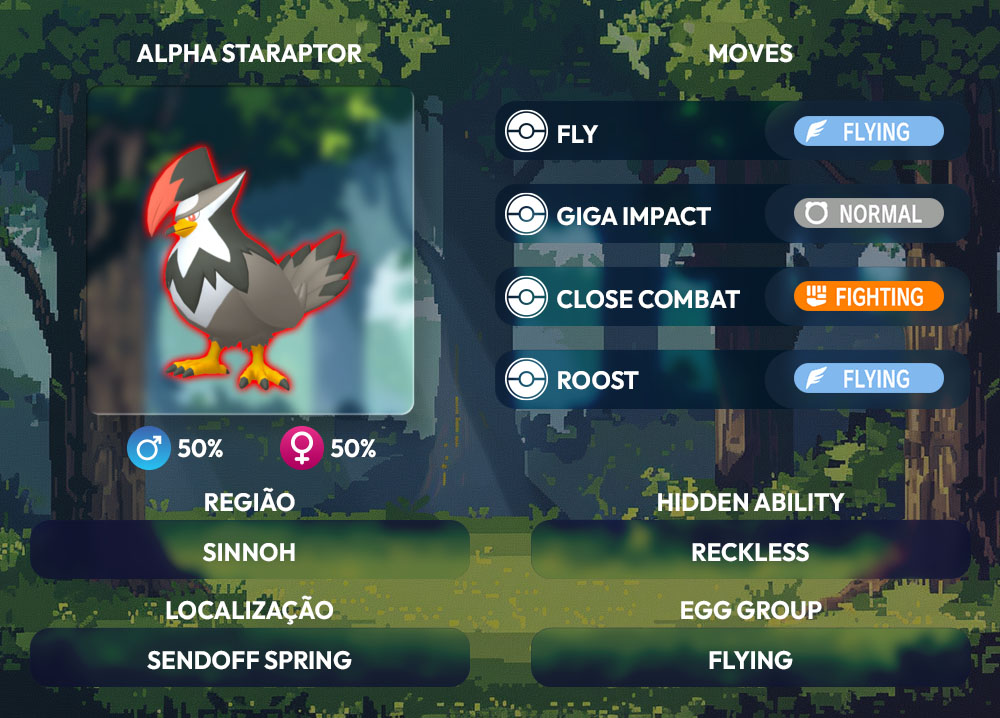 ALPHA STARAPTOR
50%
50%
MOVES
FLY
FLYING
GIGA IMPACT
NORMAL
CLOSE COMBAT
FIGHTING
ROOST
FLYING
REGIÃO
SINNOH
HIDDEN ABILITY
RECKLESS
LOCALIZAÇÃO
SENDOFF SPRING
EGG GROUP
FLYING